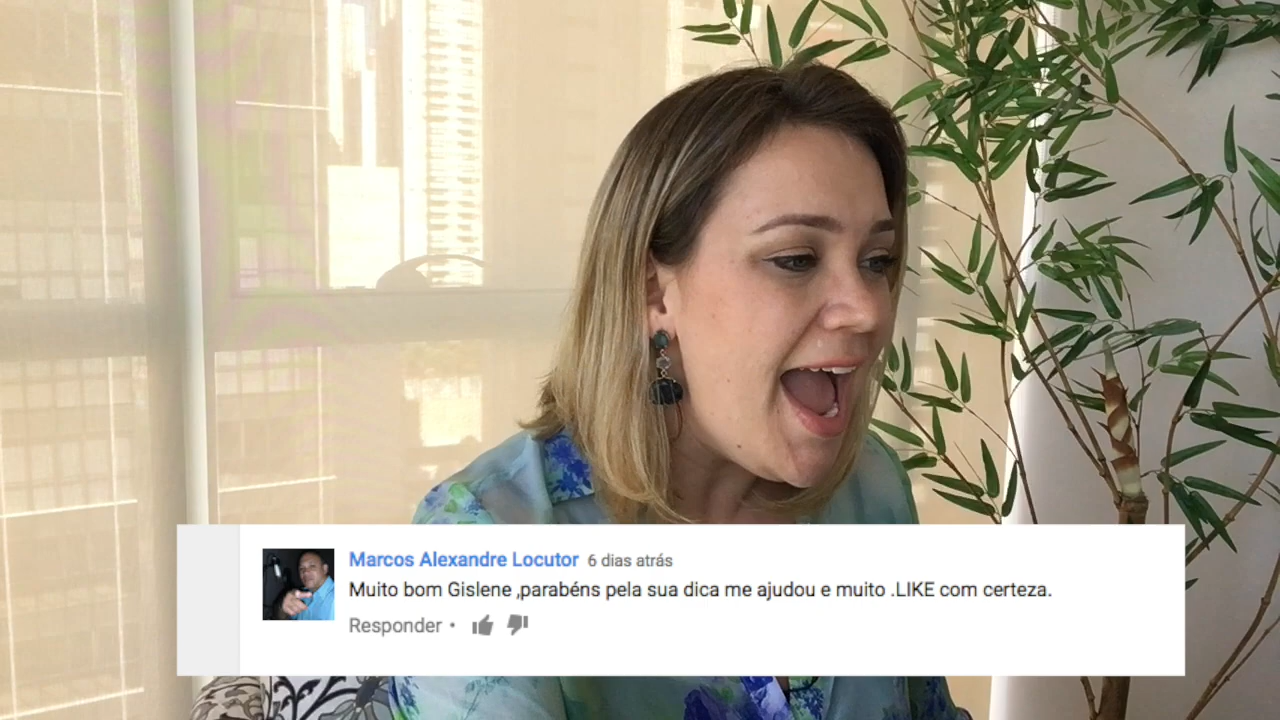 Marcos Alexandre Locutor 6 dias atrás
Muito bom Gislene ,parabéns pela sua dica me ajudou e muito .LIKE com certeza.
Responder •